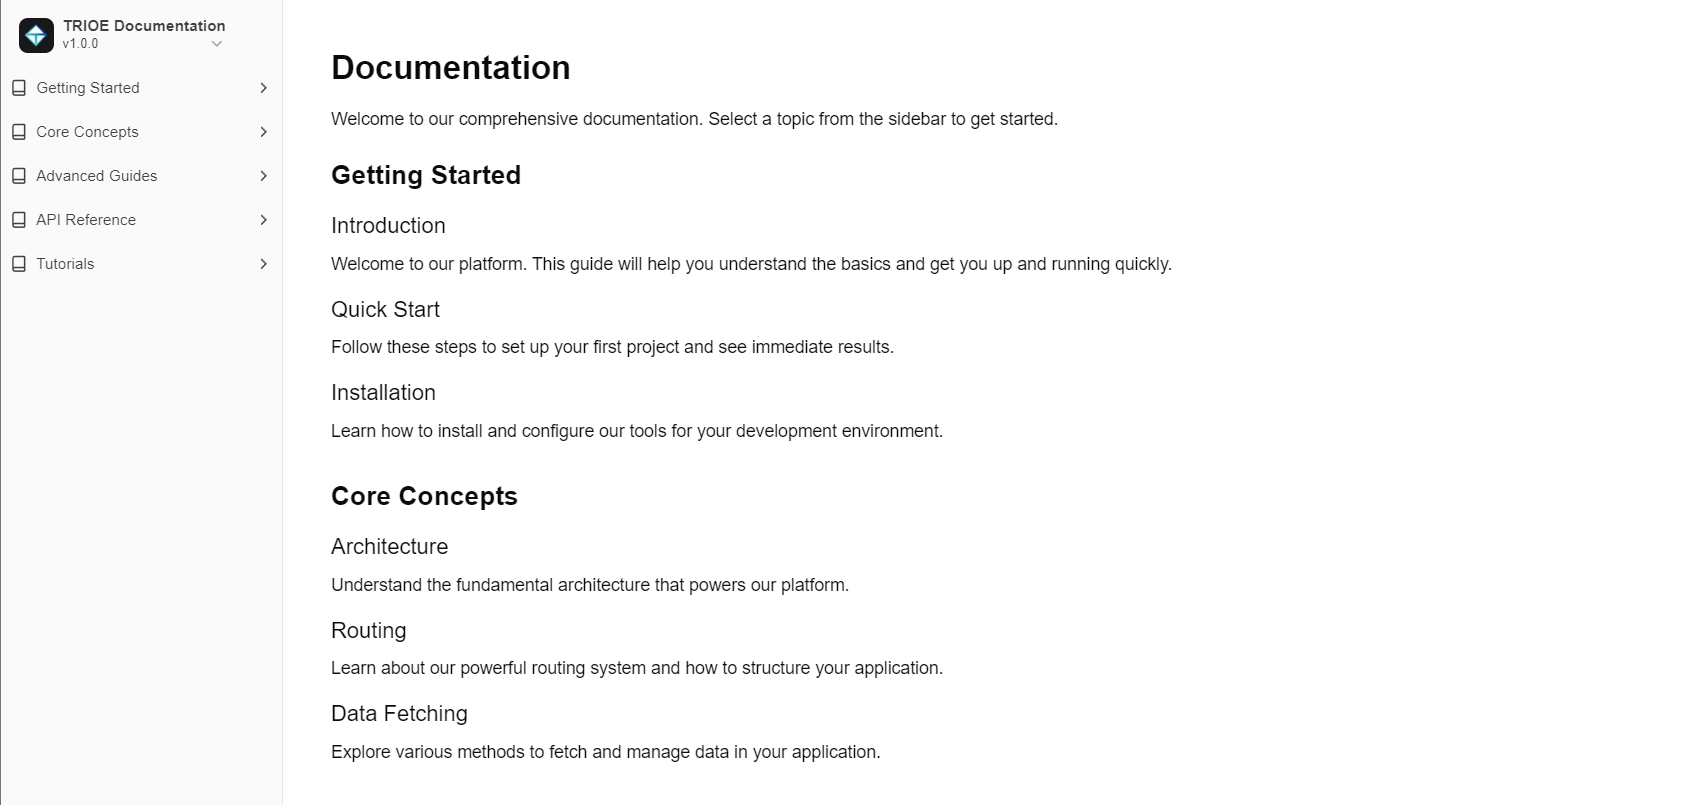 TRIOE Documentation
v1.0.0
Getting Started
Core Concepts
Advanced Guides
API Reference
Tutorials
Documentation
Welcome to our comprehensive documentation. Select a topic from the sidebar to get started.
Getting Started
Introduction
Welcome to our platform. This guide will help you understand the basics and get you up and running quickly.
Quick Start
Follow these steps to set up your first project and see immediate results.
Installation
Learn how to install and configure our tools for your development environment.
Core Concepts
Architecture
Understand the fundamental architecture that powers our platform.
Routing
Learn about our powerful routing system and how to structure your application.
Data Fetching
Explore various methods to fetch and manage data in your application.